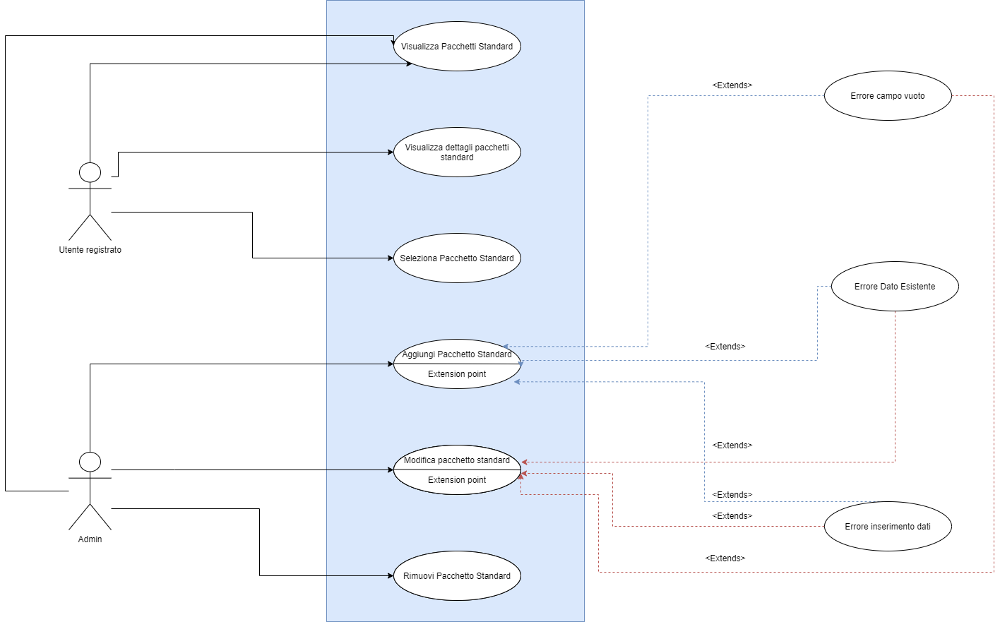 Visualizza Pacchetti Standard
<Extends>
Errore campo vuoto
Visualizza dettagli pacchetti
standard
Utente registrato
Seleziona Pacchetto Standard
Errore Dato Esistente
<Extends>
Aggiungi Pacchetto Standard
Extension point
<Extends>
Modifica pacchetto standard
Extension point
<Extends>
<Extends>
Errore inserimento dati
Admin
<Extends>
Rimuovi Pacchetto Standard